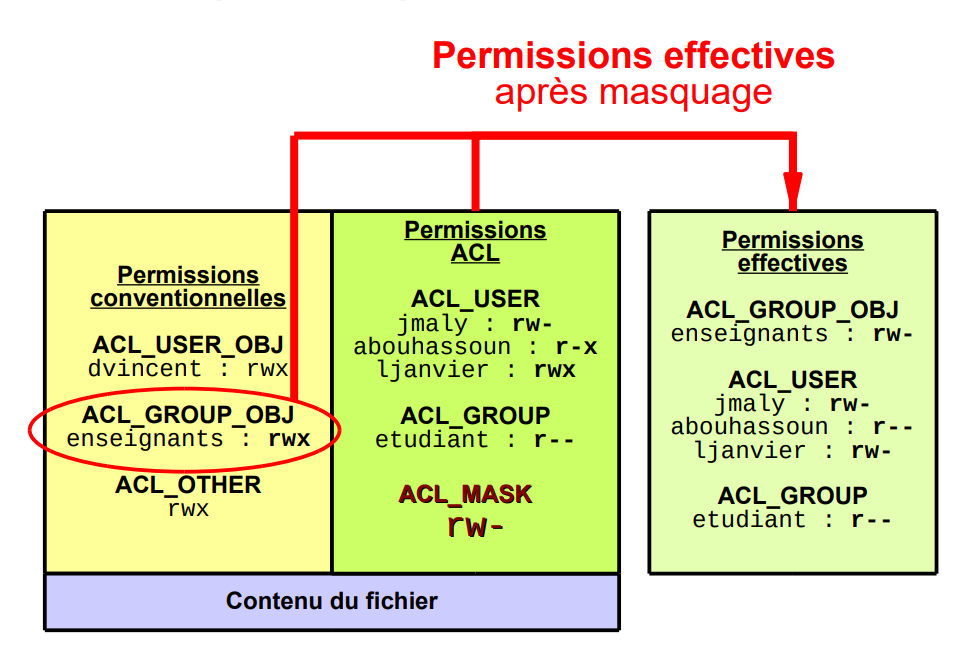 Permissions effectives
après masquage
Permissions
conventionnelles
ACL_USER_OBJ
dvincent : rwx
ACL_GROUP_OBJ
enseignants : rwx
ACL_OTHER
rwx
Permissions
ACL
ACL_USER
jmaly : rw-
abouhassoun : r-x
ljanvier : rwx
ACL_GROUP
etudiant : r--
ACL_MASK
rw-
Permissions
effectives
ACL_GROUP_OBJ
enseignants : rw-
ACL_USER
jmaly : rw-
abouhassoun : r--
ljanvier : rw-
ACL_GROUP
etudiant : r--
Contenu du fichier